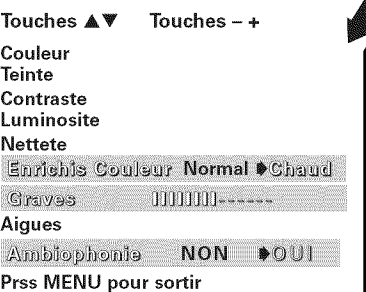 Touches ▲▼ Touches – +
Couleur
Teinte
Contraste
Luminosite
Nettete
Enrichis Couleur Normal ➧Chaud
Graves IIIIIIII------
Aigues
Ambiophonie NON ➧OUI
Prss MENU pour sortir